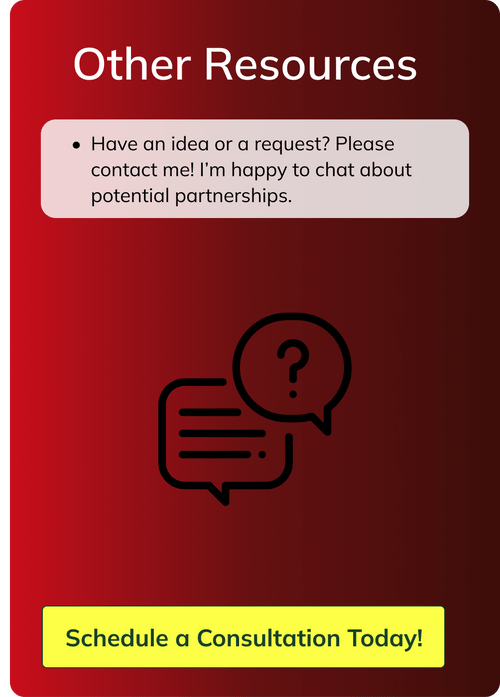 Other Resources
• Have an idea or a request? Please
contact me! I'm happy to chat about
potential partnerships.
?
Schedule a Consultation Today!